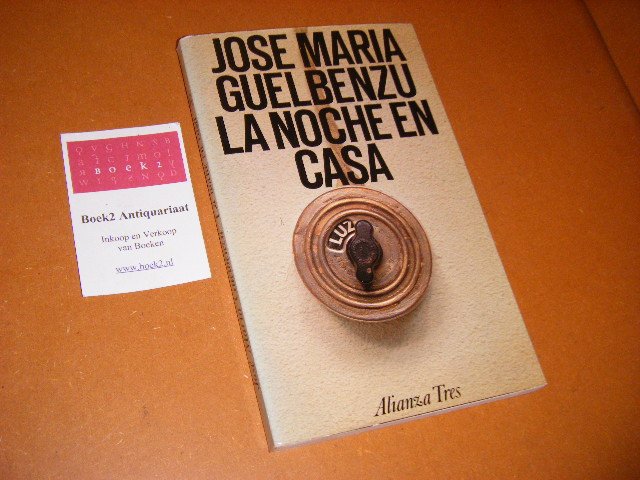 JOSE MARIA
GUELBENZU
LA NOCHE EN
CASA
LUZ
Alianza Tres
BOEK2
Boek2 Antiquariaat
Inkoop en Verkoop
van Boeken
www.boek2.nl